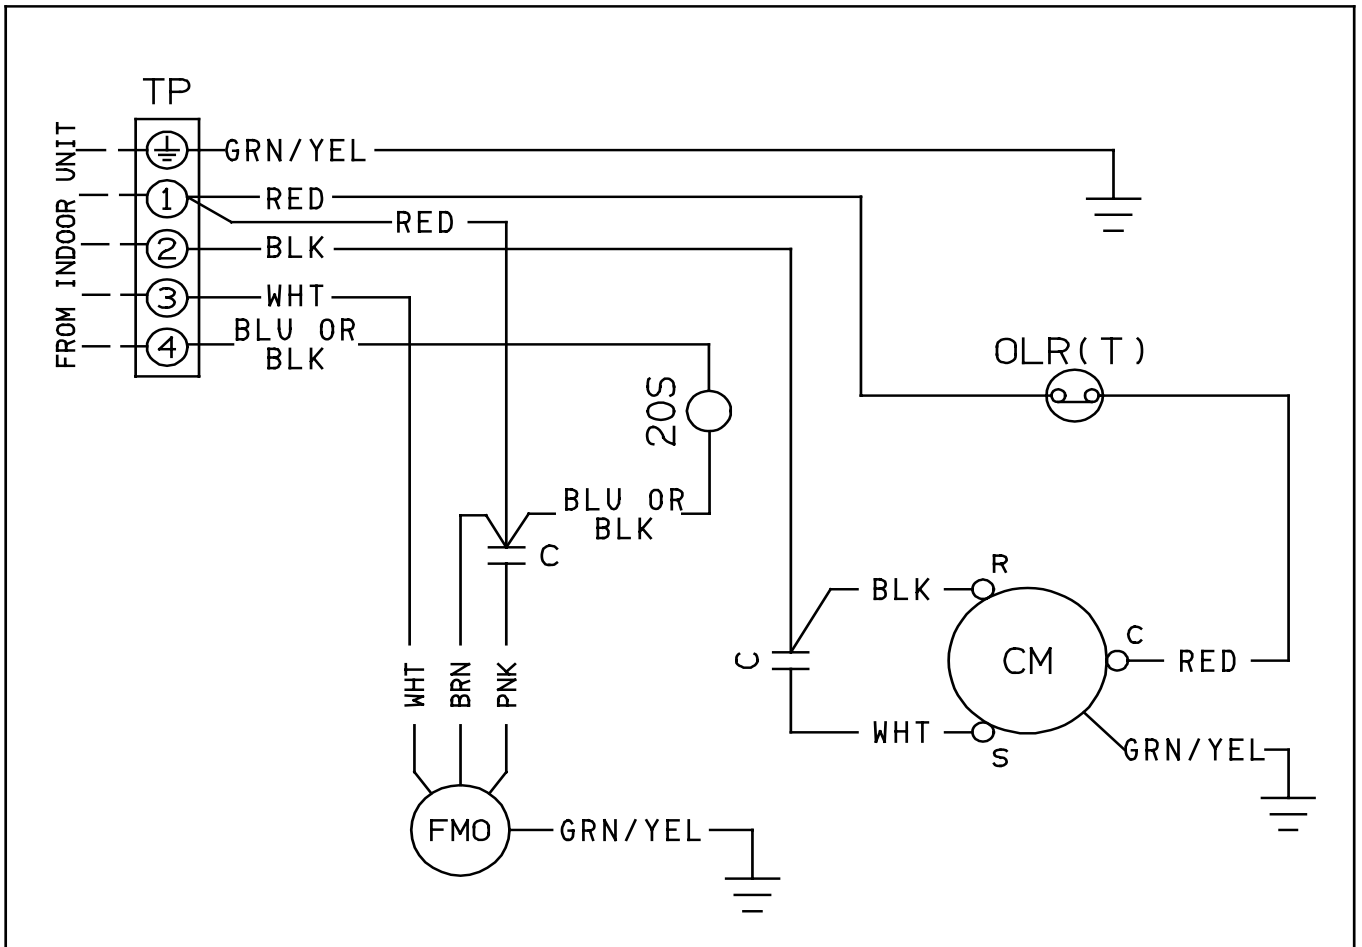 TP
FROM INDOOR UNIT
GRN/YEL
1
RED
RED
2
BLK
3
WHT
4
BLU OR
BLK
OLR(T)
20S
BLU OR
BLK
C
R
BLK
C
CM
C
RED
WHT
BRN
PNK
WHT
S
GRN/YEL
FMO
GRN/YEL